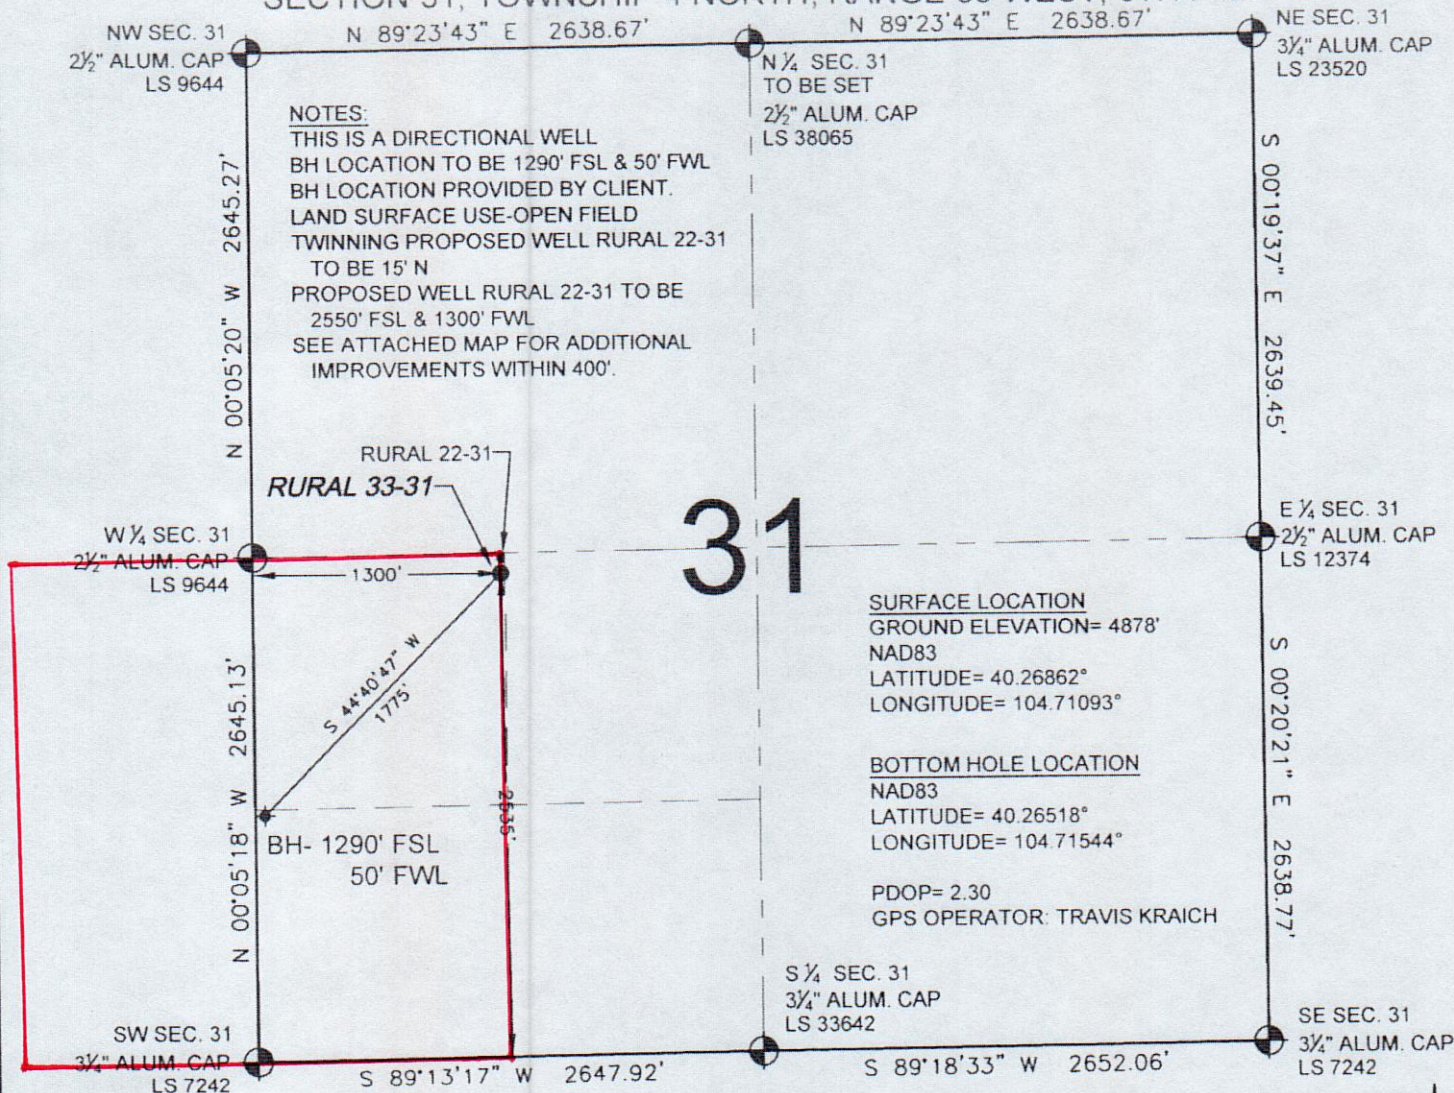 N 89°23'43" E 2638.67'
N 89°23'43" E 2638.67'
NW SEC. 31
2½" ALUM. CAP
LS 9644
N ¼ SEC. 31
TO BE SET
2½" ALUM. CAP
LS 38065
NE SEC. 31
3¼" ALUM. CAP
LS 23520
NOTES:
THIS IS A DIRECTIONAL WELL
BH LOCATION TO BE 1290' FSL & 50' FWL
BH LOCATION PROVIDED BY CLIENT.
LAND SURFACE USE-OPEN FIELD
TWINNING PROPOSED WELL RURAL 22-31
TO BE 15' N
PROPOSED WELL RURAL 22-31 TO BE
2550' FSL & 1300' FWL
SEE ATTACHED MAP FOR ADDITIONAL
IMPROVEMENTS WITHIN 400'.
N 00°05'20" W 2645.27'
S 00°19'37" E 2639.45'
RURAL 22-31
RURAL 33-31
31
W ¼ SEC. 31
2½" ALUM. CAP
LS 9644
1300'
E ¼ SEC. 31
2½" ALUM. CAP
LS 12374
S 44°40'47" W
1775'
2535'
SURFACE LOCATION
GROUND ELEVATION= 4878'
NAD83
LATITUDE= 40.26862°
LONGITUDE= 104.71093°
BOTTOM HOLE LOCATION
NAD83
LATITUDE= 40.26518°
LONGITUDE= 104.71544°
PDOP= 2.30
GPS OPERATOR: TRAVIS KRAICH
BH- 1290' FSL
50' FWL
N 00°05'18" W 2645.13'
S 00°20'21" E 2638.77'
SW SEC. 31
3¼" ALUM. CAP
LS 7242
S ¼ SEC. 31
3¼" ALUM. CAP
LS 33642
SE SEC. 31
3¼" ALUM. CAP
LS 7242
S 89°13'17" W 2647.92'
S 89°18'33" W 2652.06'